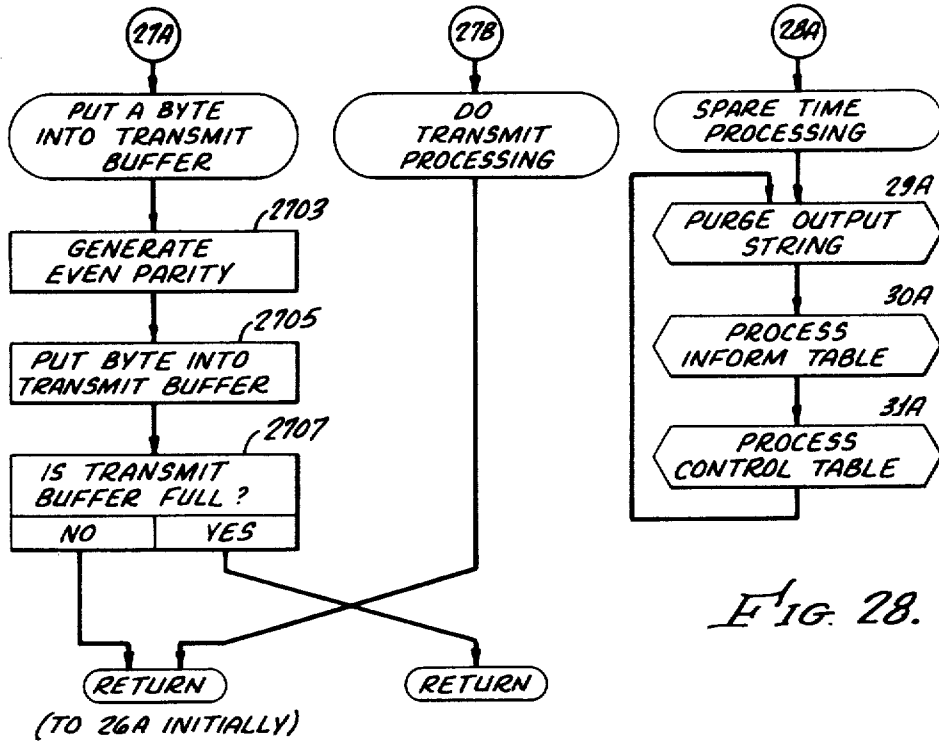 27A
PUT A BYTE
INTO TRANSMIT
BUFFER
2703
GENERATE
EVEN PARITY
2705
PUT BYTE INTO
TRANSMIT BUFFER
2707
IS TRANSMIT
BUFFER FULL?
NO YES
RETURN
(TO 26A INITIALLY)
27B
DO
TRANSMIT
PROCESSING
RETURN
28A
SPARE TIME
PROCESSING
29A
PURGE OUTPUT
STRING
30A
PROCESS
INFORM TABLE
31A
PROCESS
CONTROL TABLE
FIG. 28.